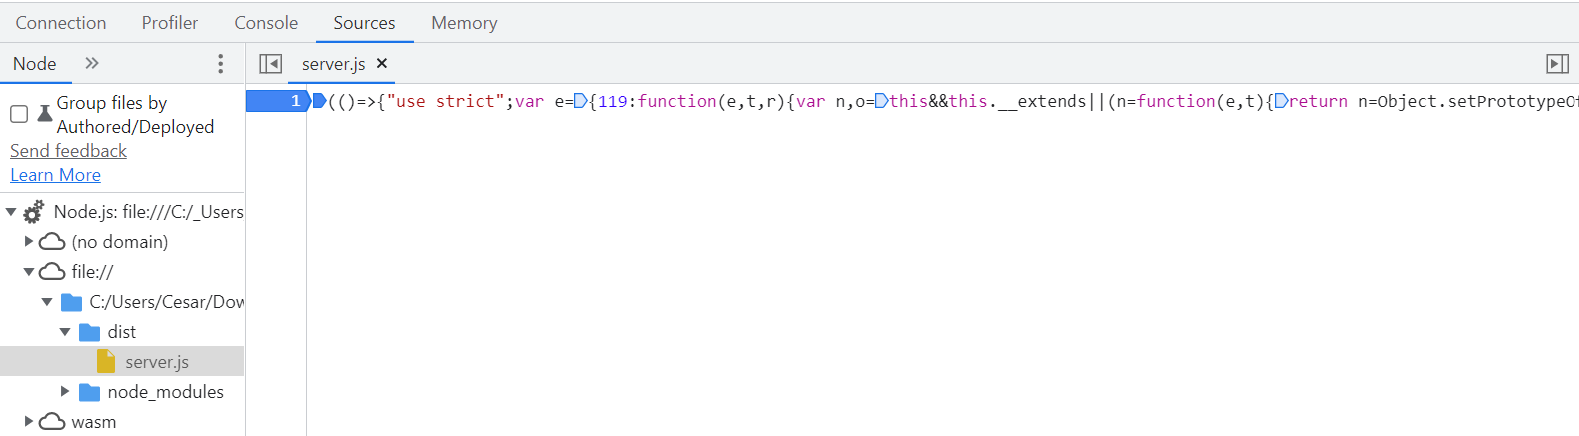 Connection Profiler Console Sources Memory
Node
server.js
Group files by
Authored/Deployed
Send feedback
Learn More
Node.js: file:///C:/_Users
(no domain)
file://
C:/Users/Cesar/Dow
dist
server.js
node_modules
wasm
1 (()=>{"use strict";var e={119:function(e,t,r){var n,o=this&&this.__extends||(n=function(e,t){return n=Object.setPrototypeOf